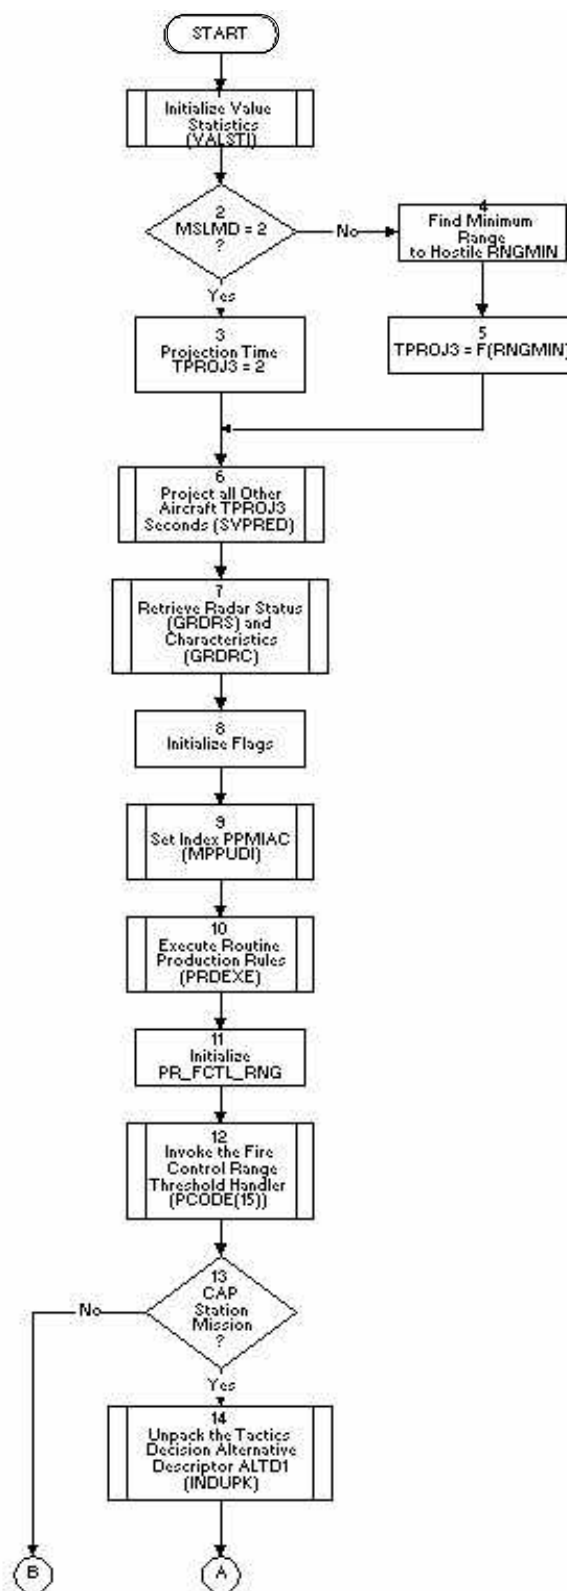 START
Initialize Value
Statistics
(VALSTI)
2
MSLMD = 2
?
No
4
Find Minimum
Range
to Hostile RNGMIN
Yes
3
Projection Time
TPROJ3 = 2
5
TPROJ3 = F(RNGMIN)
6
Project all Other
Aircraft TPROJ3
Seconds (SVPRED)
7
Retrieve Radar Status
(GRDRS) and
Characteristics
(GRDRC)
8
Initialize Flags
9
Set Index PPMIAC
(MPPUDI)
10
Execute Routine
Production Rules
(PRDEXE)
11
Initialize
PR_FCTL_RNG
12
Invoke the Fire
Control Range
Threshold Handler
(PCODE(15))
13
CAP
Station
Mission
?
No
Yes
14
Unpack the Tactics
Decision Alternative
Descriptor ALTD1
(INDUPK)
B
A